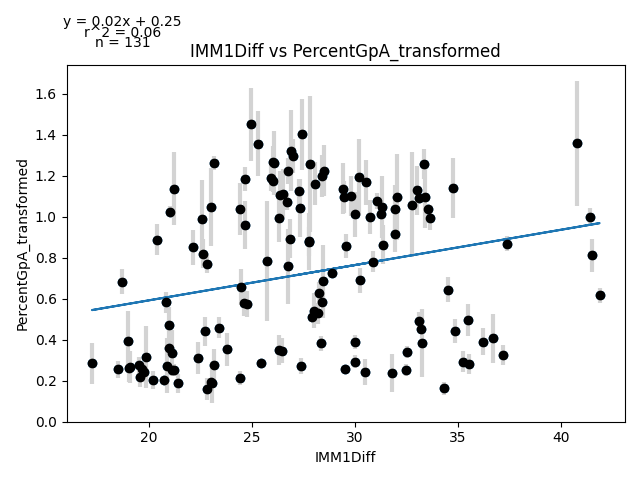 y = 0.02x + 0.25
r^2 = 0.06
n = 131
IMM1Diff vs PercentGpA_transformed
PercentGpA_transformed
1.6
1.4
1.2
1.0
0.8
0.6
0.4
0.2
0.0
20 25 30 35 40
IMM1Diff